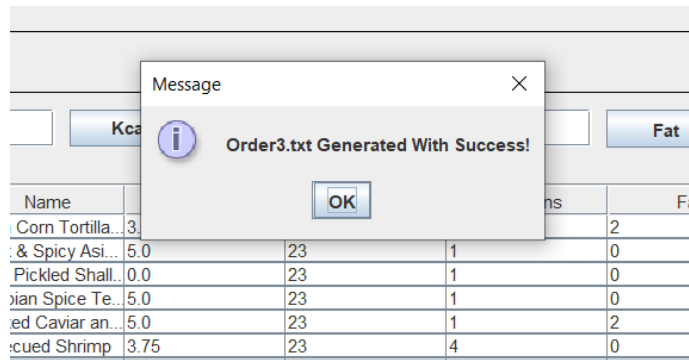 Message
Kca
Order3.txt Generated With Success!
Fat
OK
Name ns Fa
Corn Tortilla... 3. 2
& Spicy Asi... 5.0 23 1 0
Pickled Shall... 0.0 23 1 0
bian Spice Te... 5.0 23 1 0
ted Caviar an... 5.0 23 1 2
ecued Shrimp 3.75 23 4 0